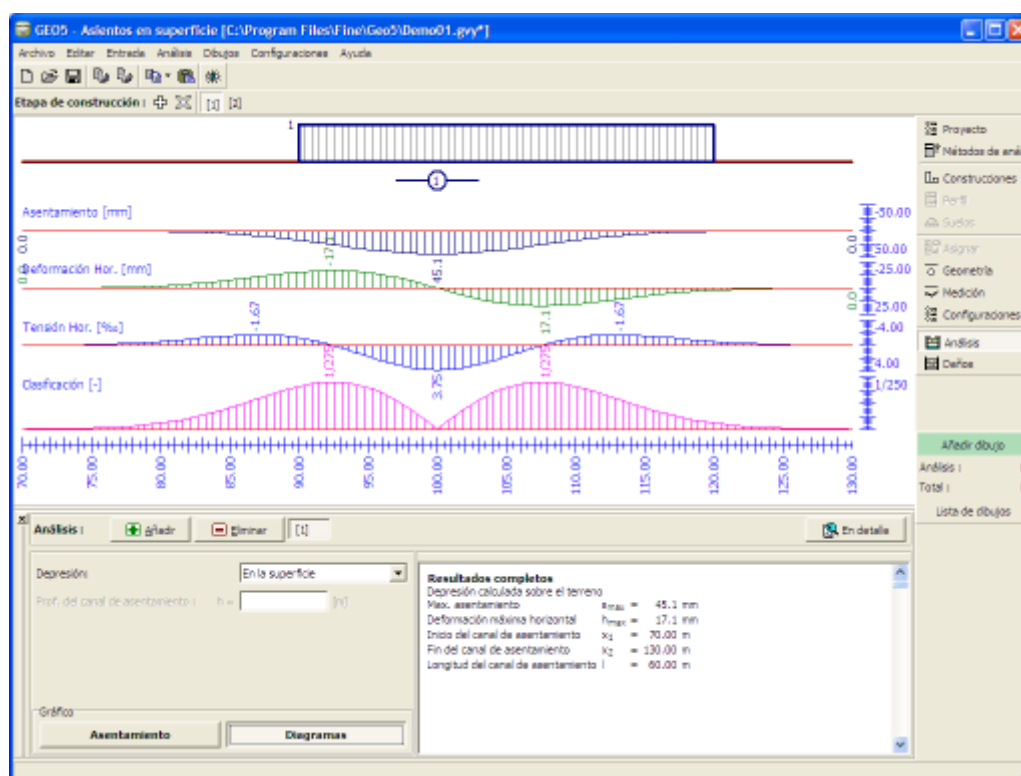 GEO5 - Asientos en superficie [C:\Program Files\Fine\Geo5\Demo01.gvy*]
Archivo Editar Entrada Análisis Dibujos Configuraciones Ayuda
Etapa de construcción : [1] [2]
1
1
Asentamiento [mm]
-50.00
0.0
45.1
0.0
50.00
Deformación Hor. [mm]
-25.00
0.0
-17.1
17.1
0.0
25.00
Tensión Hor. [‰]
-4.00
-1.67
3.75
-1.67
4.00
Clasificación [-]
1/250
1/275
1/275
70.00 75.00 80.00 85.00 90.00 95.00 100.00 105.00 110.00 115.00 120.00 125.00 130.00
Proyecto
Métodos de aná
Construcciones
Perfil
Suelos
Asignar
Geometría
Medición
Configuraciones
Análisis
Daños
Añadir dibujo
Análisis :
Total :
Lista de dibujos
Análisis : Añadir Eliminar [1] En detalle
Depresión: En la superficie
Prof. del canal de asentamiento : h = [m]
Gráfico
Asentamiento Diagramas
Resultados completos
Depresión calculada sobre el terreno
Max. asentamiento smax = 45.1 mm
Deformación máxima horizontal hmax = 17.1 mm
Inicio del canal de asentamiento x1 = 70.00 m
Fin del canal de asentamiento x2 = 130.00 m
Longitud del canal de asentamiento l = 60.00 m